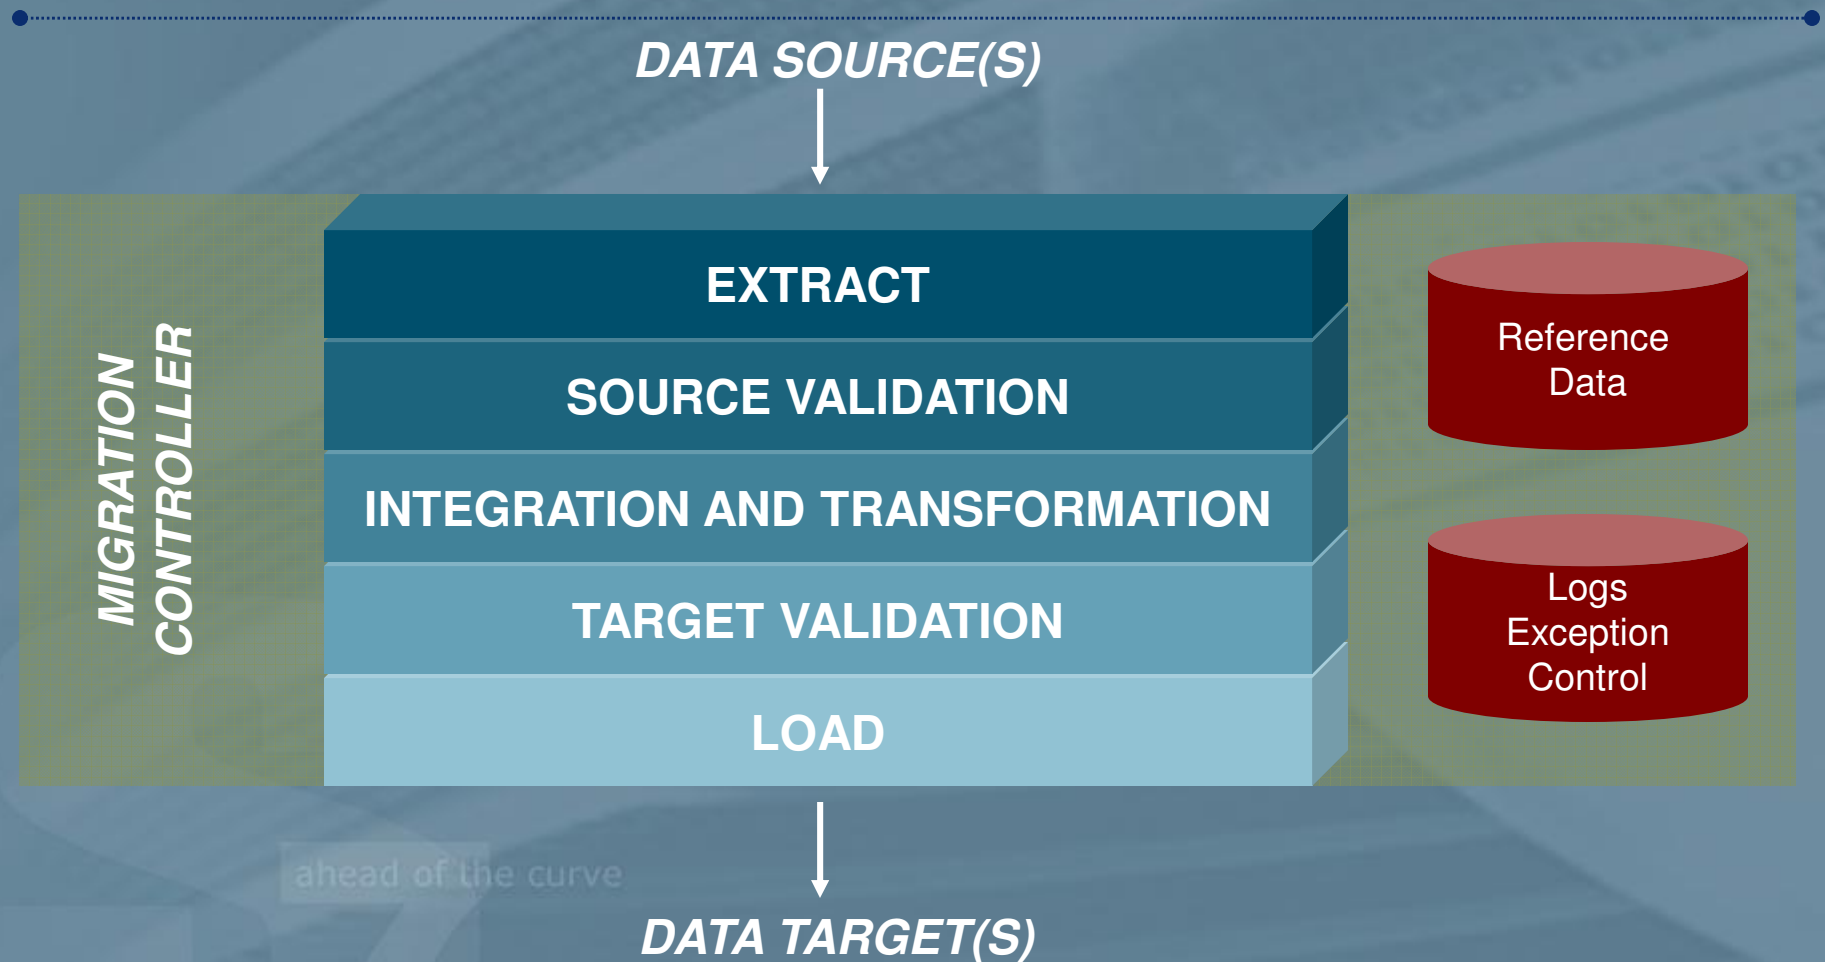 DATA SOURCE(S)
MIGRATION
CONTROLLER
EXTRACT
SOURCE VALIDATION
INTEGRATION AND TRANSFORMATION
TARGET VALIDATION
LOAD
Reference
Data
Logs
Exception
Control
ahead of the curve
7
DATA TARGET(S)